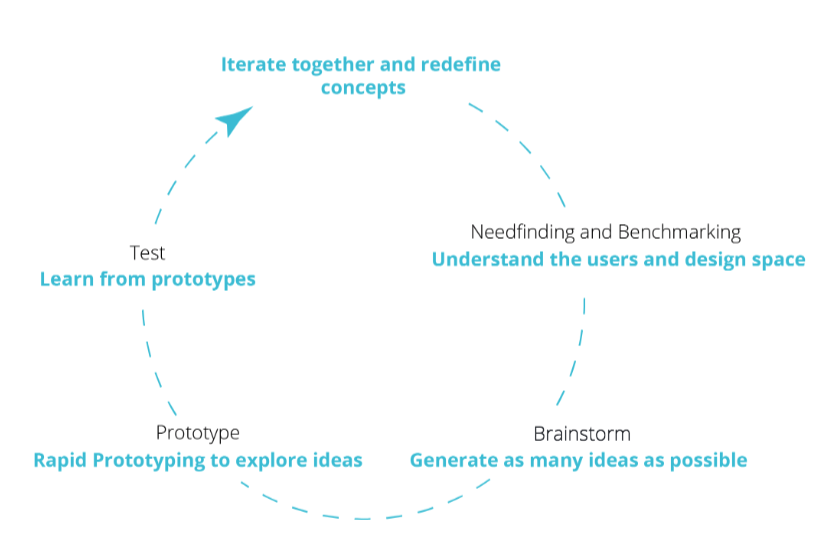 Iterate together and redefine
concepts
Needfinding and Benchmarking
Understand the users and design space
Test
Learn from prototypes
Prototype
Rapid Prototyping to explore ideas
Brainstorm
Generate as many ideas as possible